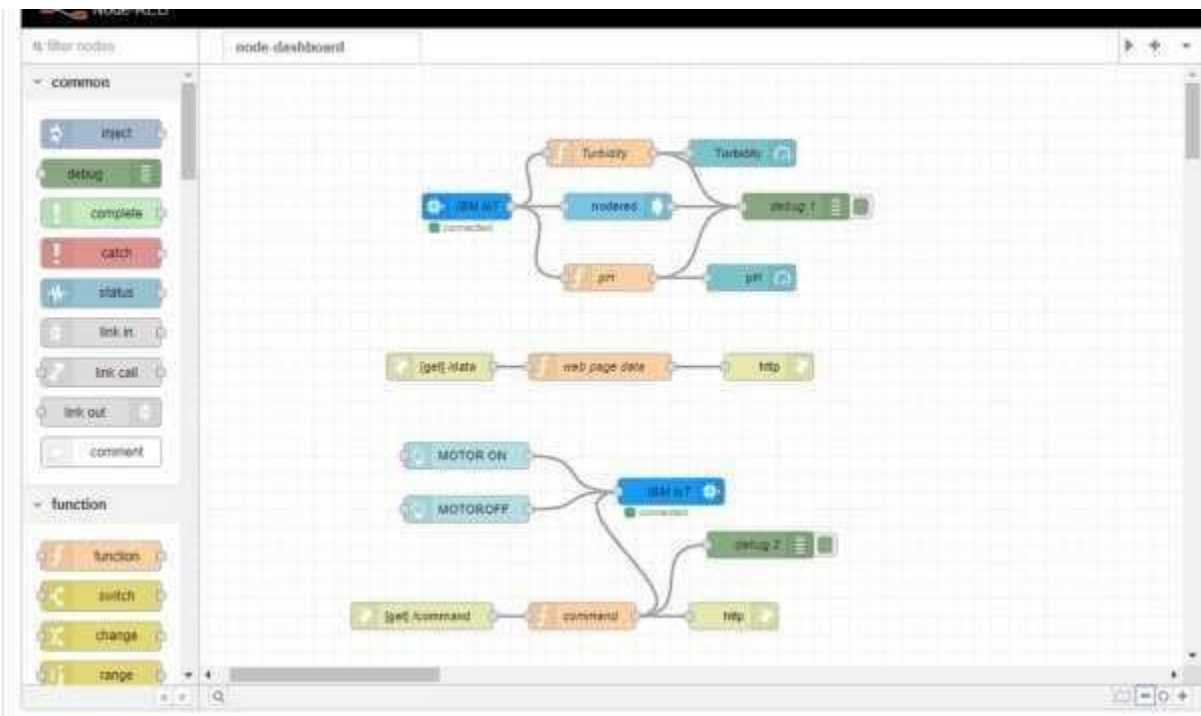 Node-RED
filter nodes
node-dashboard
common
inject
debug
complete
catch
status
link in
link call
link out
comment
function
function
switch
change
range
Turbidity
Turbidity
IBM IoT
connected
nodered
debug 1
pH
pH
[get] /data
web page data
http
MOTOR ON
MOTOROFF
IBM IoT
connected
debug 2
[get] /command
command
http